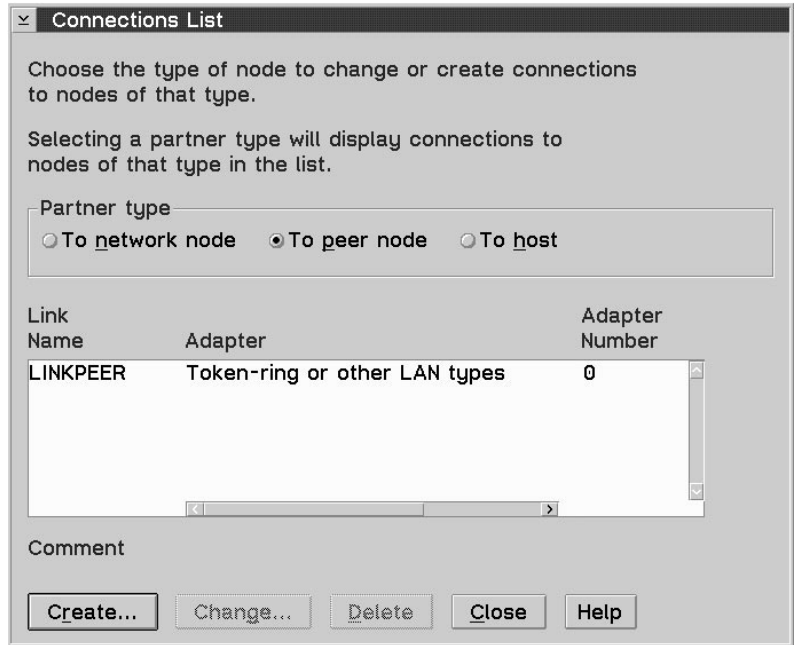 Connections List
Choose the type of node to change or create connections
to nodes of that type.
Selecting a partner type will display connections to
nodes of that type in the list.
Partner type
To network node To peer node To host
Link Adapter
Name Adapter Number
LINKPEER Token-ring or other LAN types 0
Comment
Create... Change... Delete Close Help